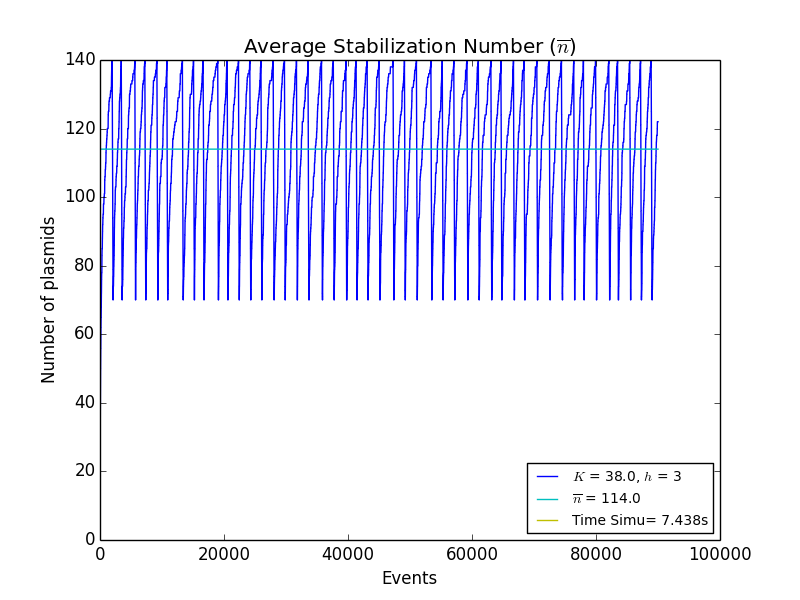 Average Stabilization Number (n̅)
140
120
100
80
60
40
20
0
Number of plasmids
K = 38.0, h = 3
n̅ = 114.0
Time Simu= 7.438s
0 20000 40000 60000 80000 100000
Events